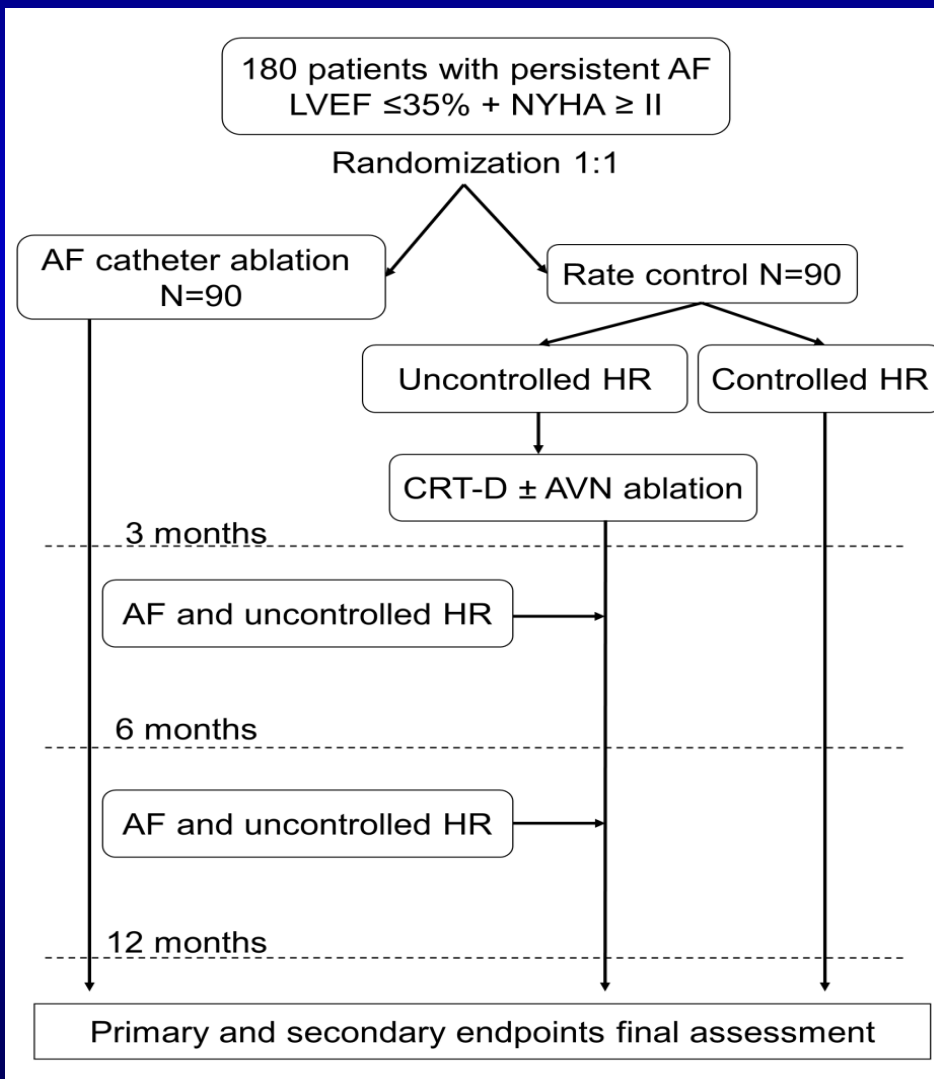 180 patients with persistent AF
LVEF ≤35% + NYHA ≥ II
Randomization 1:1
AF catheter ablation
N=90
Rate control N=90
Uncontrolled HR
Controlled HR
CRT-D ± AVN ablation
3 months
AF and uncontrolled HR
6 months
AF and uncontrolled HR
12 months
Primary and secondary endpoints final assessment